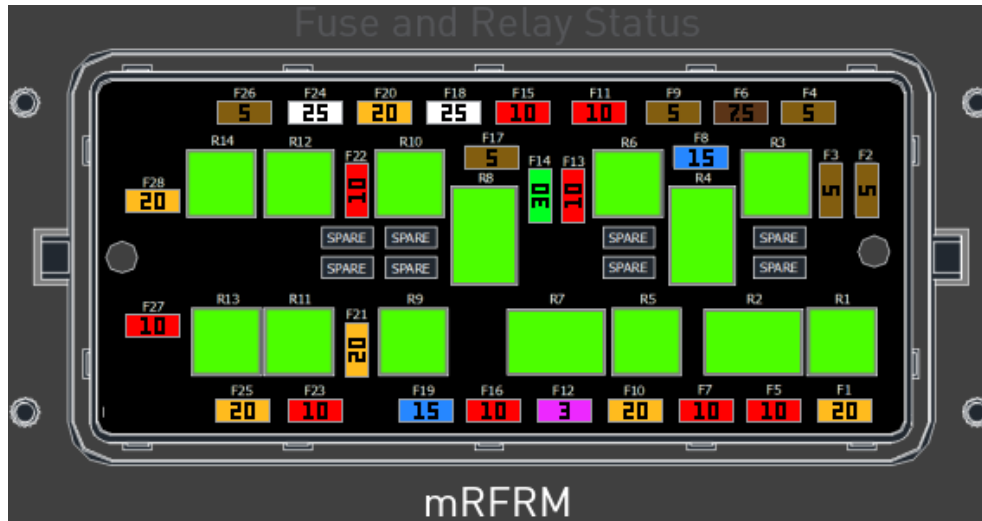 Fuse and Relay Status
F26 F24 F20 F18 F15 F11 F9 F6 F4
5 25 20 25 10 10 5 7.5 5
R14 R12 F22 R10 F17 F14 F13 R6 F8 R3 F3 F2
10 5 30 10 15 5 5
F28 R8 R4
20
SPARE SPARE SPARE SPARE
SPARE SPARE SPARE SPARE
F27 R13 R11 F21 R9 R7 R5 R2 R1
10 20
F25 F23 F19 F16 F12 F10 F7 F5 F1
20 10 15 10 3 20 10 10 20
mRFRM